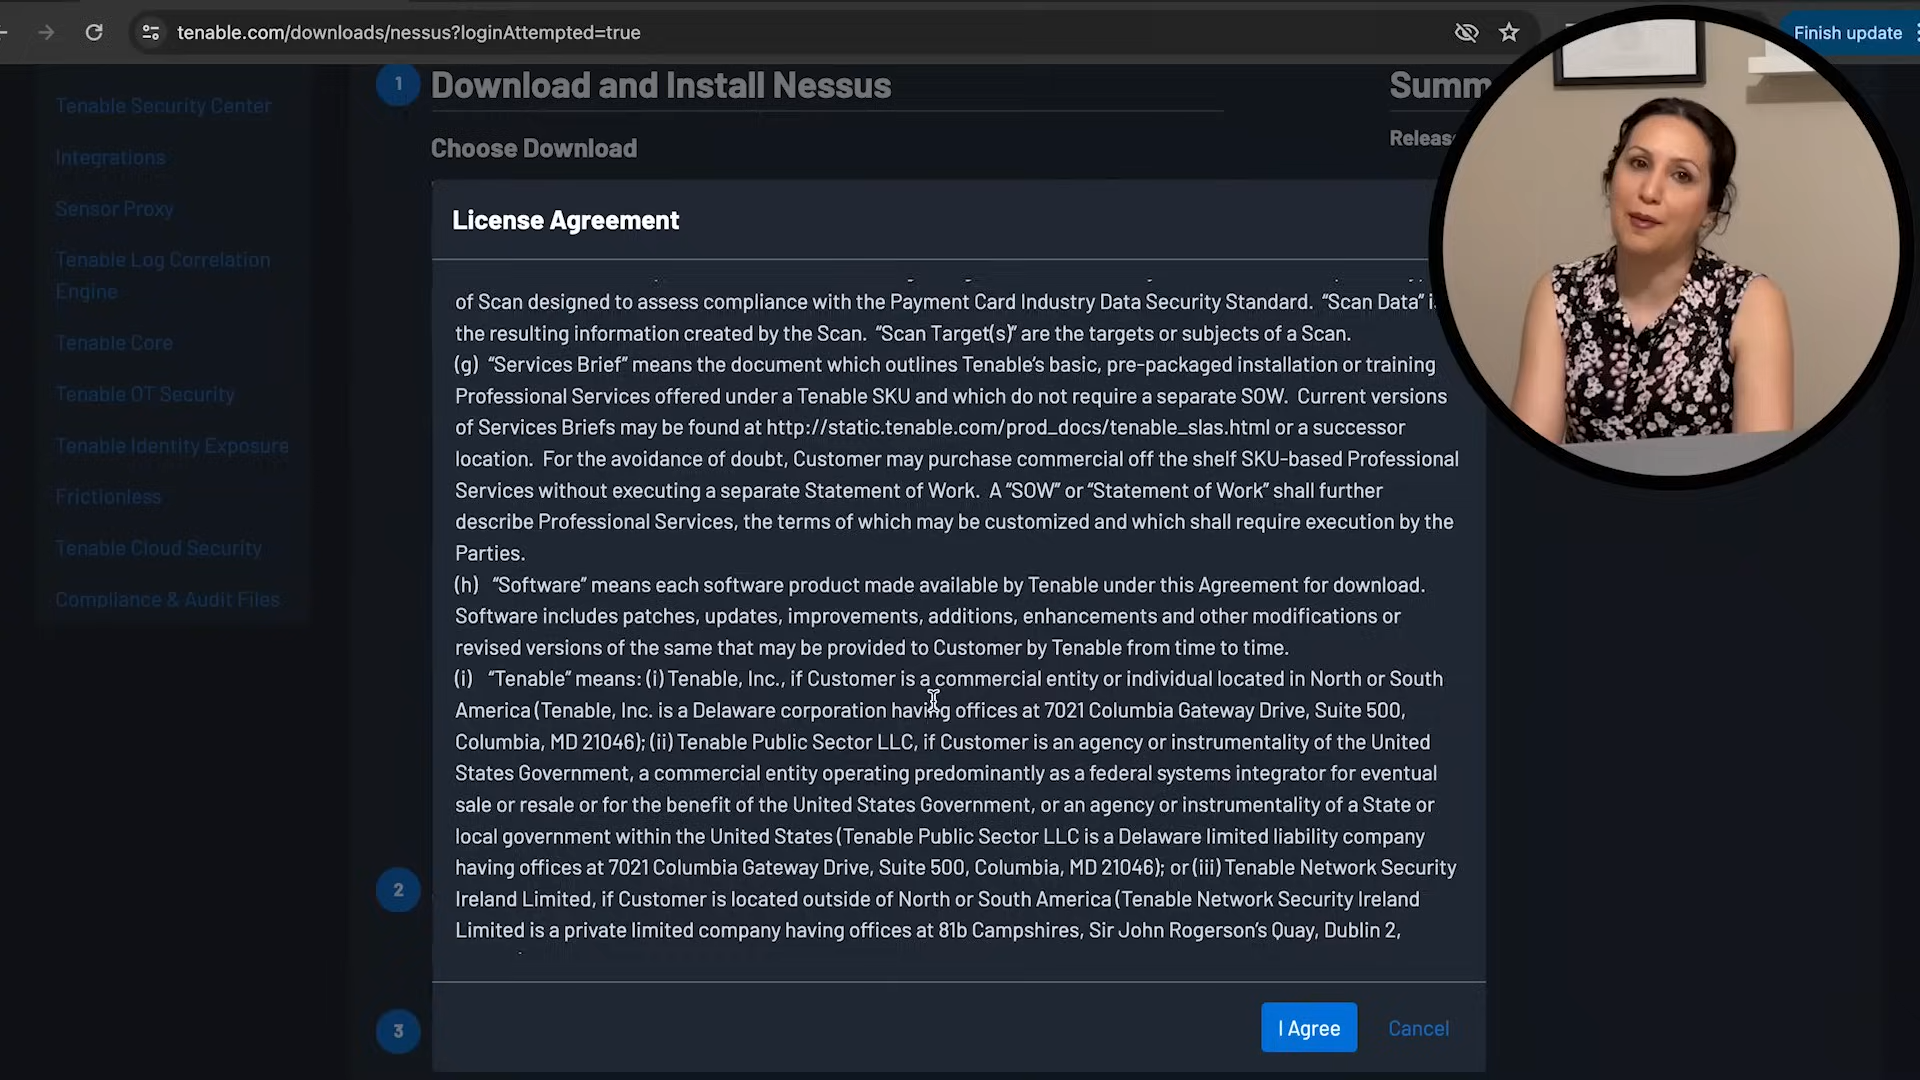 tenable.com/downloads/nessus?loginAttempted=true
Finish update
Tenable Security Center
Integrations
Sensor Proxy
Tenable Log Correlation
Engine
Tenable Core
Tenable OT Security
Tenable Identity Exposure
Frictionless
Tenable Cloud Security
Compliance & Audit Files
1
Download and Install Nessus
Choose Download
License Agreement
of Scan designed to assess compliance with the Payment Card Industry Data Security Standard.  “Scan Data”
the resulting information created by the Scan.  “Scan Target(s)” are the targets or subjects of a Scan.
(g)  “Services Brief” means the document which outlines Tenable’s basic, pre-packaged installation or training
Professional Services offered under a Tenable SKU and which do not require a separate SOW.  Current versions
of Services Briefs may be found at http://static.tenable.com/prod_docs/tenable_slas.html or a successor
location.  For the avoidance of doubt, Customer may purchase commercial off the shelf SKU-based Professional
Services without executing a separate Statement of Work.  A “SOW” or “Statement of Work” shall further
describe Professional Services, the terms of which may be customized and which shall require execution by the
Parties.
(h)  “Software” means each software product made available by Tenable under this Agreement for download.
Software includes patches, updates, improvements, additions, enhancements and other modifications or
revised versions of the same that may be provided to Customer by Tenable from time to time.
(i)  “Tenable” means: (i) Tenable, Inc., if Customer is a commercial entity or individual located in North or South
America (Tenable, Inc. is a Delaware corporation having offices at 7021 Columbia Gateway Drive, Suite 500,
Columbia, MD 21046); (ii) Tenable Public Sector LLC, if Customer is an agency or instrumentality of the United
States Government, a commercial entity operating predominantly as a federal systems integrator for eventual
sale or resale or for the benefit of the United States Government, or an agency or instrumentality of a State or
local government within the United States (Tenable Public Sector LLC is a Delaware limited liability company
having offices at 7021 Columbia Gateway Drive, Suite 500, Columbia, MD 21046); or (iii) Tenable Network Security
Ireland Limited, if Customer is located outside of North or South America (Tenable Network Security Ireland
Limited is a private limited company having offices at 81b Campshires, Sir John Rogerson’s Quay, Dublin 2,
I Agree
Cancel
2
3